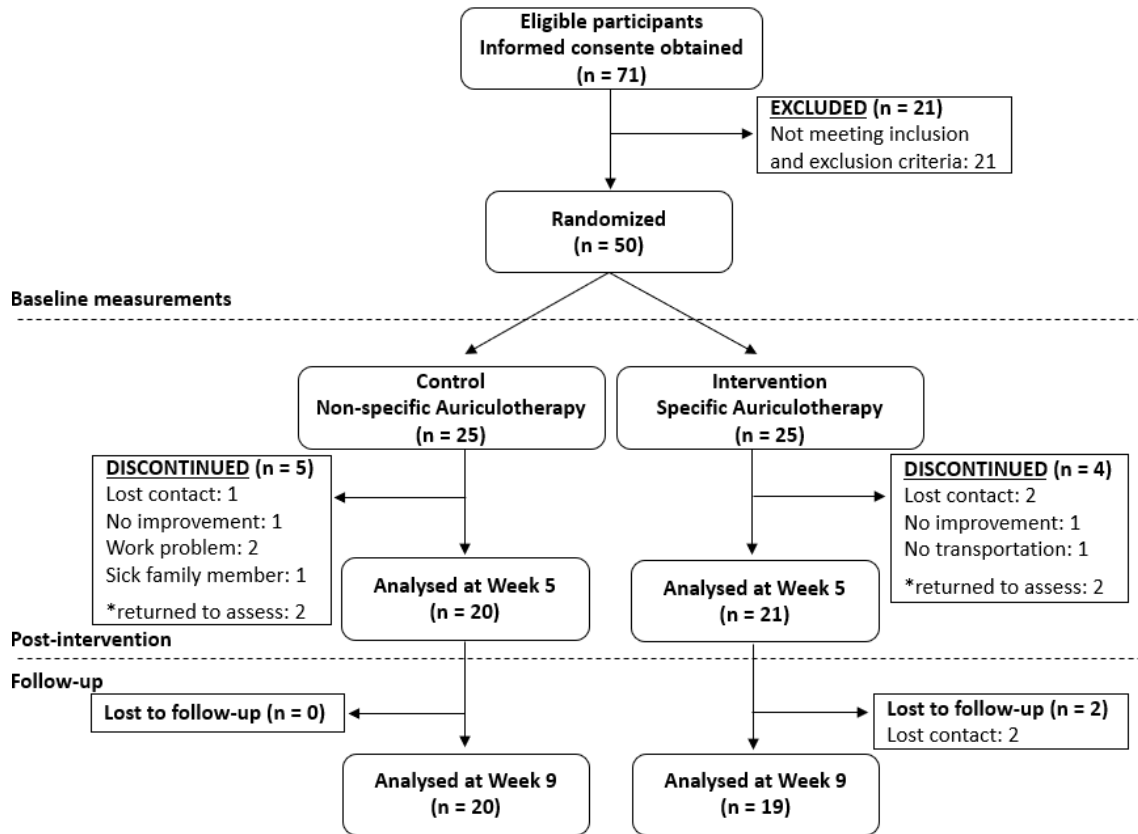 Eligible participants
Informed consente obtained
(n = 71)
EXCLUDED (n = 21)
Not meeting inclusion
and exclusion criteria: 21
Randomized
(n = 50)
Baseline measurements
Control
Non-specific Auriculotherapy
(n = 25)
Intervention
Specific Auriculotherapy
(n = 25)
DISCONTINUED (n = 5)
Lost contact: 1
No improvement: 1
Work problem: 2
Sick family member: 1
*returned to assess: 2
DISCONTINUED (n = 4)
Lost contact: 2
No improvement: 1
No transportation: 1
*returned to assess: 2
Analysed at Week 5
(n = 20)
Analysed at Week 5
(n = 21)
Post-intervention
Follow-up
Lost to follow-up (n = 0)
Lost to follow-up (n = 2)
Lost contact: 2
Analysed at Week 9
(n = 20)
Analysed at Week 9
(n = 19)